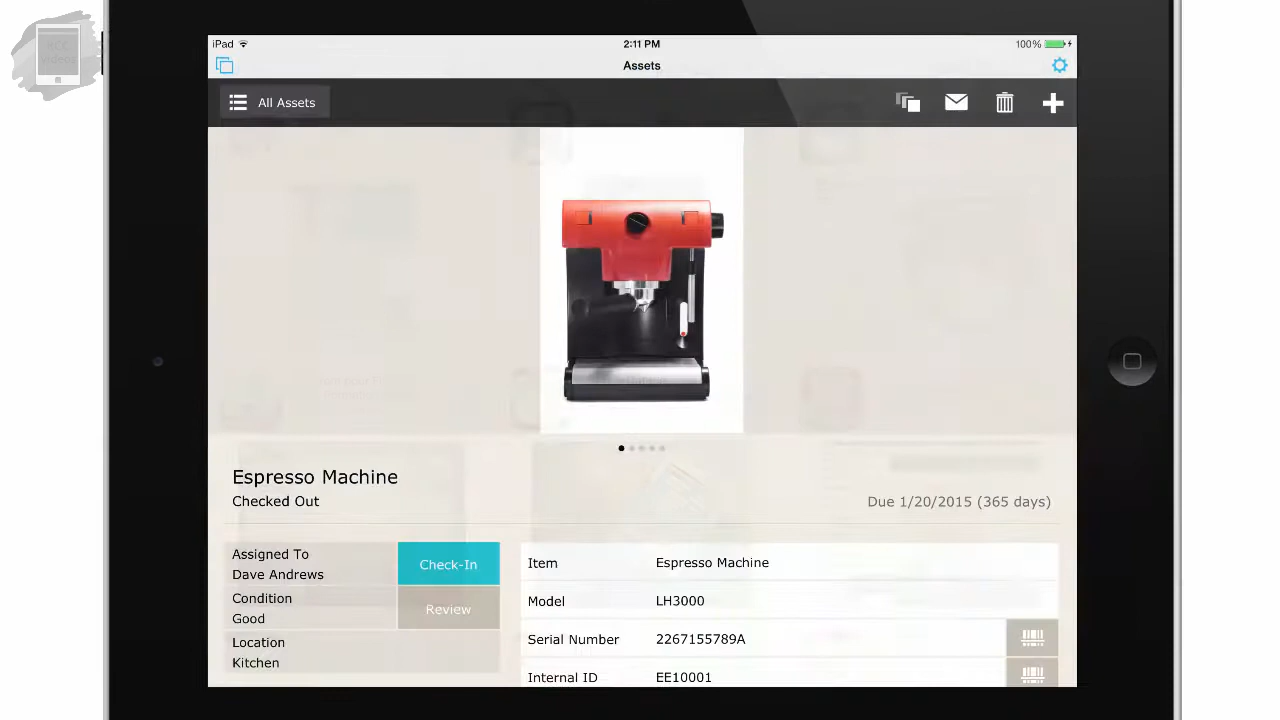 iPad
2:11 PM
100%
Assets
All Assets
Espresso Machine
Checked Out
Due 1/20/2015 (365 days)
Assigned To
Dave Andrews
Check-In
Condition
Good
Review
Location
Kitchen
Item Espresso Machine
Model LH3000
Serial Number 2267155789A
Internal ID EE10001